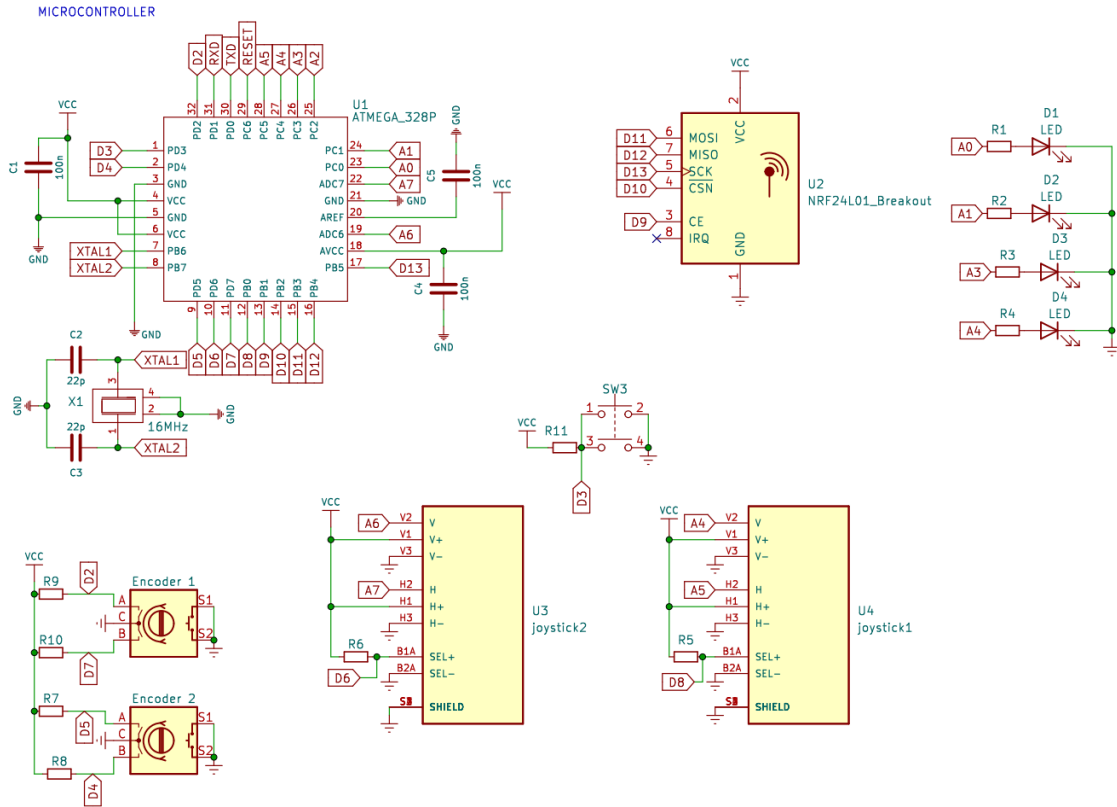 MICROCONTROLLER
D2 RXD TXD RESET A5 A4 A3 A2
32 31 30 29 28 27 26 25
PD2 PD1 PD0 PC6 PC5 PC4 PC3 PC2
U1
ATMEGA_328P
VCC
C1
100n
GND
D3 1 PD3
D4 2 PD4
3 GND
4 VCC
5 GND
6 VCC
XTAL1 7 PB6
XTAL2 8 PB7
PC1 24 A1
PC0 23 A0
ADC7 22 A7
GND 21 GND
AREF 20
ADC6 19 A6
AVCC 18
PB5 17 D13
GND
C5
100n
VCC
C4
100n
GND
PD5 PD6 PD7 PB0 PB1 PB2 PB3 PB4
9 10 11 12 13 14 15 16
D5 D6 D7 D8 D9 D10 D11 D12
GND
C2
22p
XTAL1
GND
X1
3
4
2
1
GND
16MHz
22p
C3
XTAL2
VCC
2
VCC
D11 6 MOSI
D12 7 MISO
D13 5 SCK
D10 4 CSN
D9 3 CE
8 IRQ
GND
1
U2
NRF24L01_Breakout
D1
LED
A0 R1
D2
LED
A1 R2
D3
LED
A3 R3
D4
LED
A4 R4
SW3
VCC
R11
1 2
3 4
D3
VCC
A6 V2 V
V1 V+
V3 V-
A7 H2 H
H1 H+
H3 H-
R6
B1A SEL+
D6
B2A SEL-
SHIELD
U3
joystick2
VCC
A4 V2 V
V1 V+
V3 V-
A5 H2 H
H1 H+
H3 H-
R5
B1A SEL+
D8
B2A SEL-
SHIELD
U4
joystick1
VCC
R9
D2
Encoder 1
A
C
B
S1
S2
R10
D7
R7
D5
Encoder 2
A
C
B
S1
S2
R8
D4